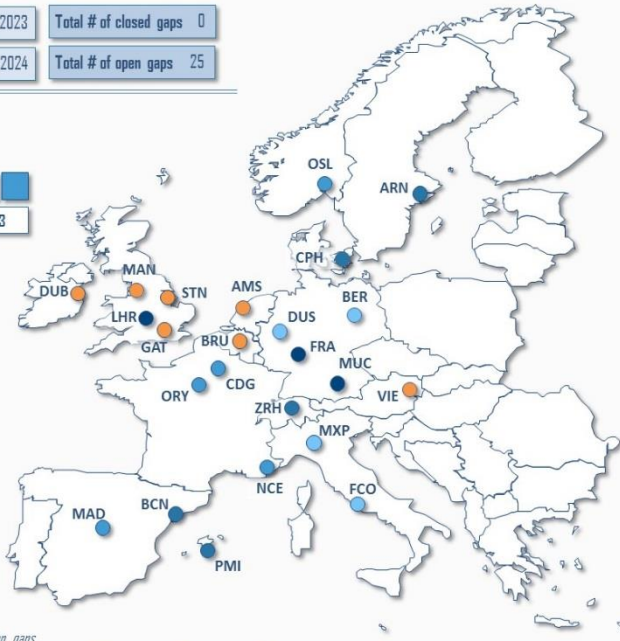 2023 Total # of closed gaps 0
2024 Total # of open gaps 25
3
OSL
ARN
CPH
MAN
DUB
STN
AMS
BER
LHR
DUS
GAT
BRU
FRA
MUC
CDG
ORY
VIE
ZRH
MXP
NCE
FCO
BCN
MAD
PMI
gaps